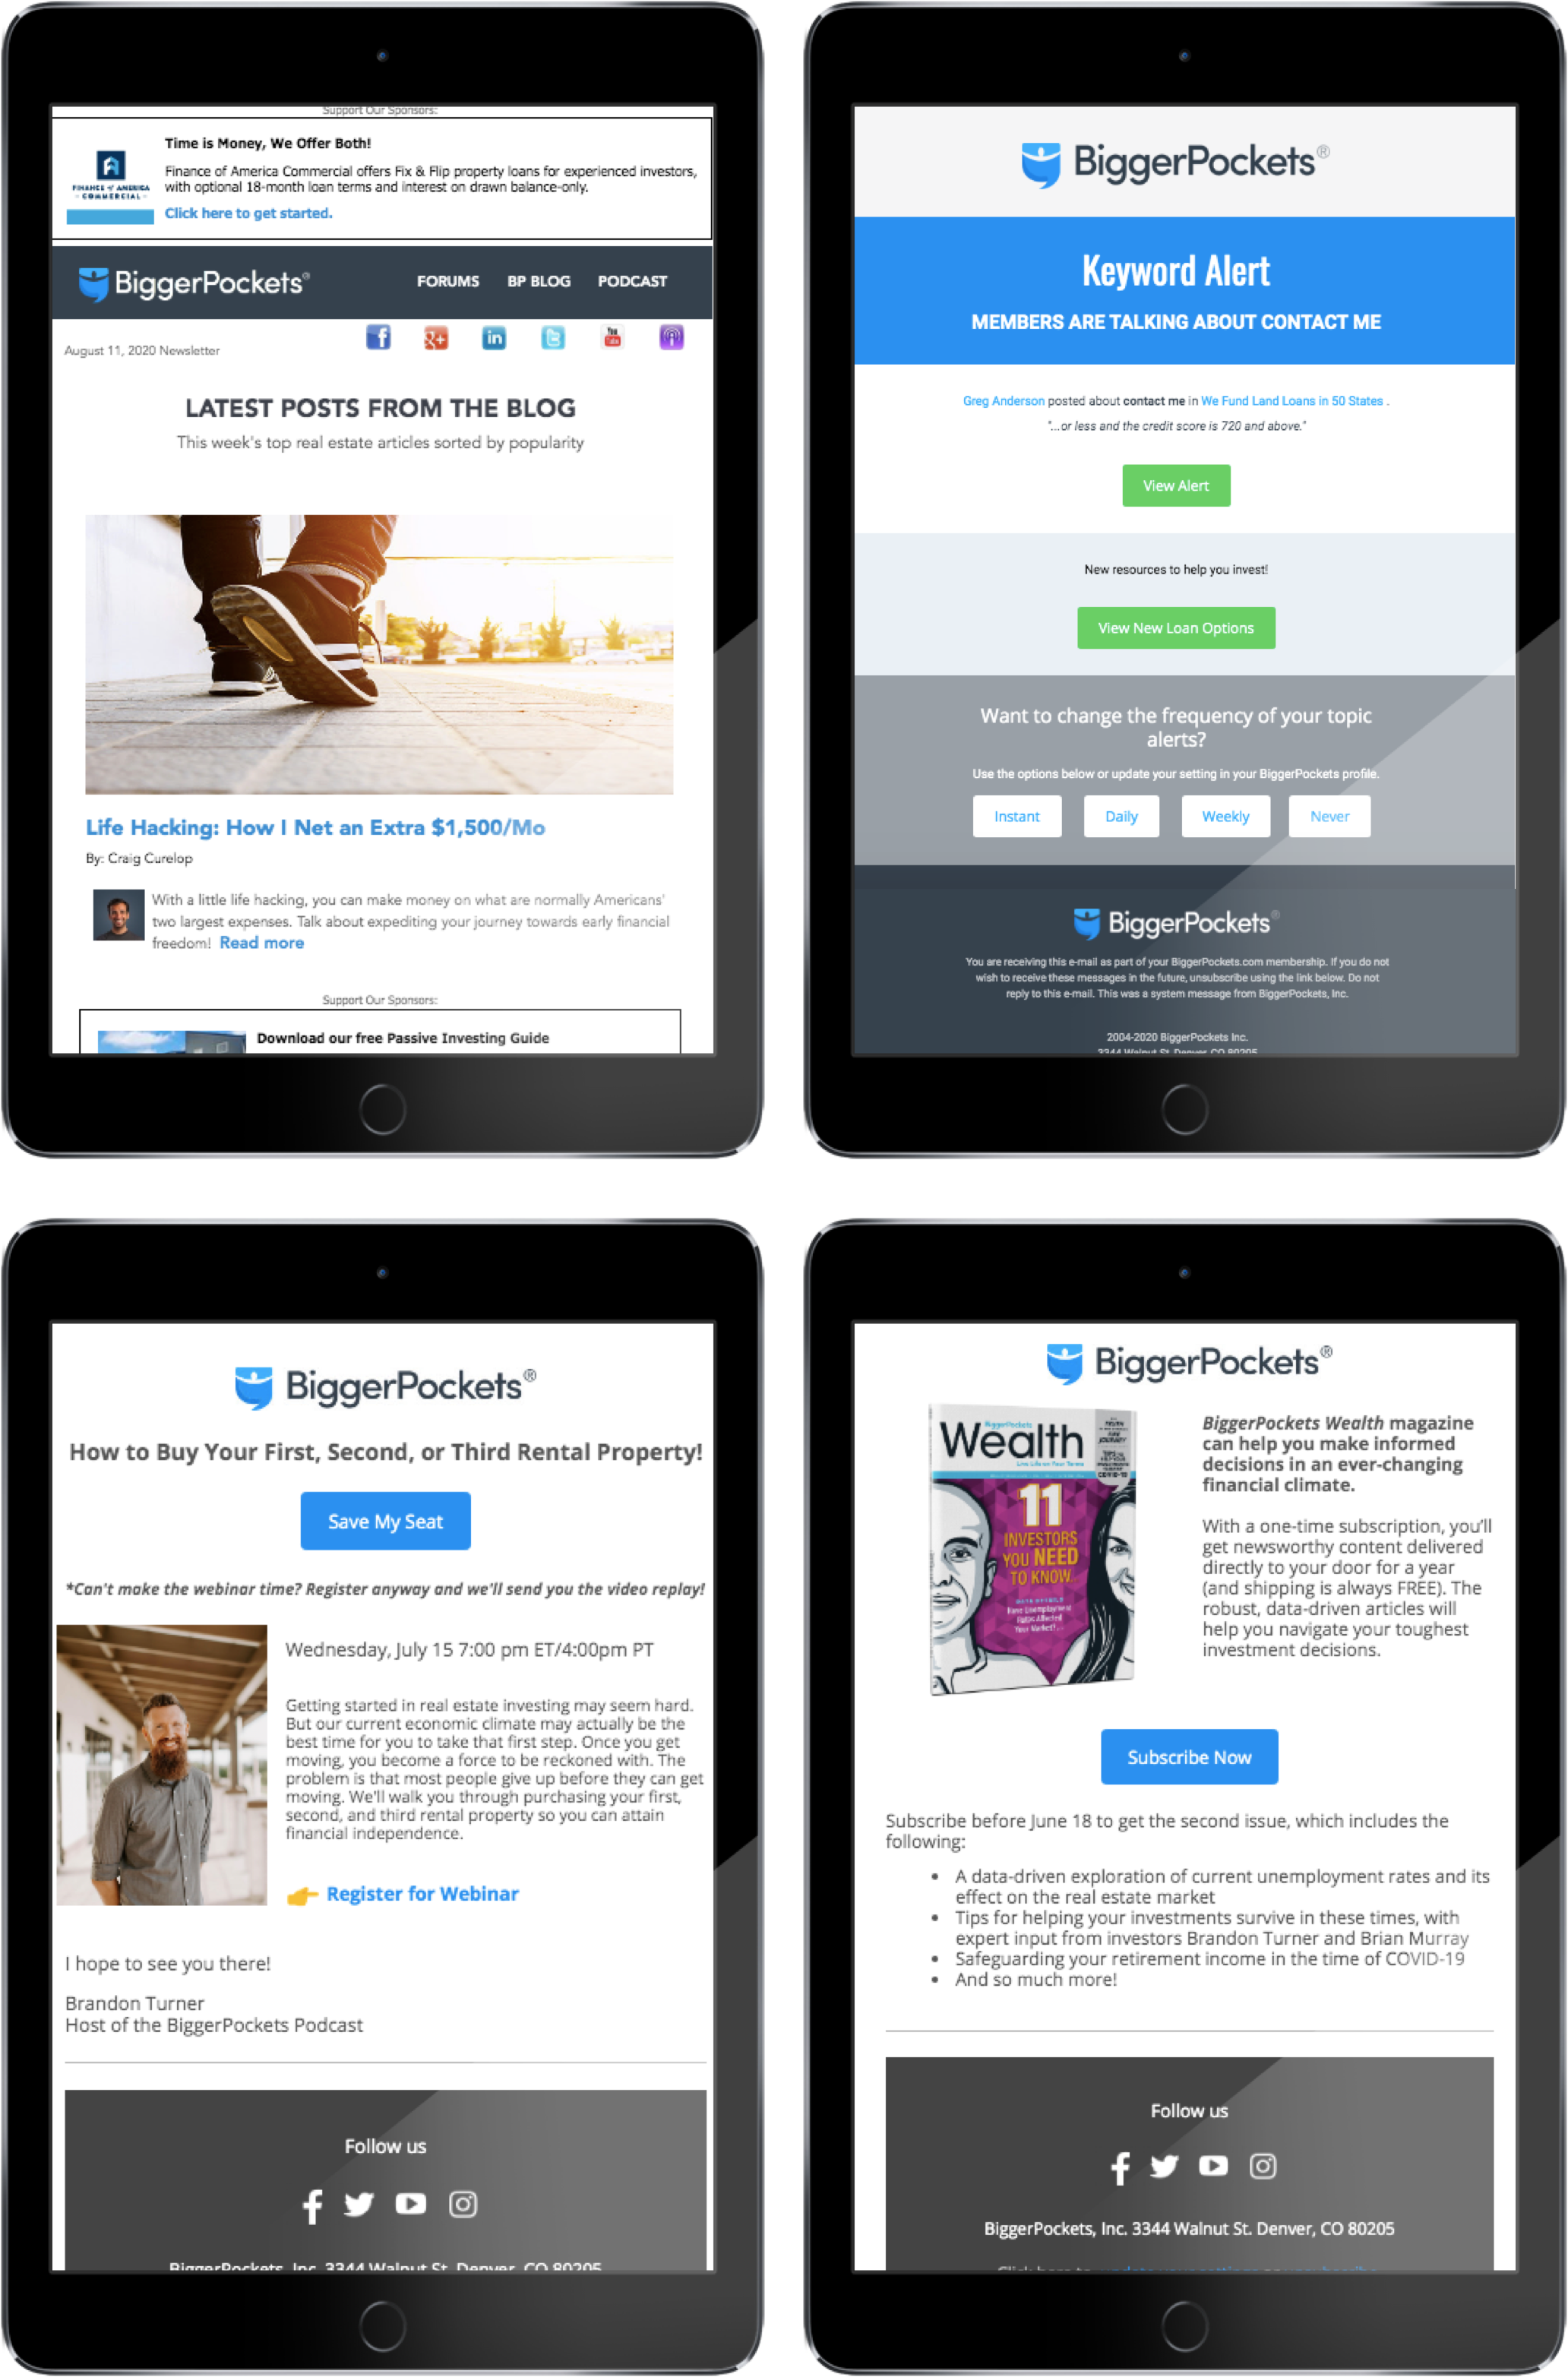 Support Our Sponsors:
Time is Money, We Offer Both!
Finance of America Commercial offers Fix & Flip property loans for experienced investors,
with optional 18-month loan terms and interest on drawn balance-only.
Click here to get started.
FINANCE of AMERICA
- COMMERCIAL -
BiggerPockets®
FORUMS BP BLOG PODCAST
August 11, 2020 Newsletter
LATEST POSTS FROM THE BLOG
This week's top real estate articles sorted by popularity
Life Hacking: How I Net an Extra $1,500/Mo
By: Craig Curelop
With a little life hacking, you can make money on what are normally Americans'
two largest expenses. Talk about expediting your journey towards early financial
freedom! Read more
Support Our Sponsors:
Download our free Passive Investing Guide
BiggerPockets®
Keyword Alert
MEMBERS ARE TALKING ABOUT CONTACT ME
Greg Anderson posted about contact me in We Fund Land Loans in 50 States .
"...or less and the credit score is 720 and above."
View Alert
New resources to help you invest!
View New Loan Options
Want to change the frequency of your topic
alerts?
Use the options below or update your setting in your BiggerPockets profile.
Instant Daily Weekly Never
BiggerPockets®
You are receiving this e-mail as part of your BiggerPockets.com membership. If you do not
wish to receive these messages in the future, unsubscribe using the link below. Do not
reply to this e-mail. This was a system message from BiggerPockets, Inc.
2004-2020 BiggerPockets Inc.
3344 Walnut St. Denver, CO 80205
BiggerPockets®
How to Buy Your First, Second, or Third Rental Property!
Save My Seat
*Can't make the webinar time? Register anyway and we'll send you the video replay!
Wednesday, July 15 7:00 pm ET/4:00pm PT
Getting started in real estate investing may seem hard.
But our current economic climate may actually be the
best time for you to take that first step. Once you get
moving, you become a force to be reckoned with. The
problem is that most people give up before they can get
moving. We'll walk you through purchasing your first,
second, and third rental property so you can attain
financial independence.
Register for Webinar
I hope to see you there!
Brandon Turner
Host of the BiggerPockets Podcast
Follow us
BiggerPockets, Inc. 3344 Walnut St. Denver, CO 80205
BiggerPockets®
BiggerPockets
Wealth
Live Life on Your Terms
COVID-19
11
INVESTORS
YOU NEED
TO KNOW
Have Unemployment
Rates Affected
Your Market?
BiggerPockets Wealth magazine
can help you make informed
decisions in an ever-changing
financial climate.
With a one-time subscription, you'll
get newsworthy content delivered
directly to your door for a year
(and shipping is always FREE). The
robust, data-driven articles will
help you navigate your toughest
investment decisions.
Subscribe Now
Subscribe before June 18 to get the second issue, which includes the
following:
• A data-driven exploration of current unemployment rates and its
effect on the real estate market
• Tips for helping your investments survive in these times, with
expert input from investors Brandon Turner and Brian Murray
• Safeguarding your retirement income in the time of COVID-19
• And so much more!
Follow us
BiggerPockets, Inc. 3344 Walnut St. Denver, CO 80205